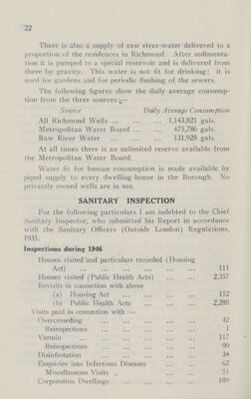 22
There is also a supply of raw river-water delivered to a
proportion of the residences in Richmond. After sedimenta-
tion it is pumped to a special reservoir and is delivered from
there by gravity. This water is not fit for drinking; it is
used for gardens and for periodic flushing of the sewers.
The following figures show the daily average consump-
tion from the three sources :—
Source Daily Average Consumption
All Richmond Wells ... ... ... 1,143,821 gals.
Metropolitan Water Board ... ... 475,786 gals.
Raw River Water ... ... ... 131,928 gals.
At all times there is an unlimited reserve available from
the Metropolitan Water Board.
Water fit for human consumption is made available by
piped supply to every dwelling-house in the Borough. No
privately owned wells are in use.
SANITARY INSPECTION
For the following particulars I am indebted to the Chief
Sanitary Inspector, who submitted his Report in accordance
with the Sanitary Officers (Outside London) Regulations,
1935.
Inspections during 1946
Houses visited and particulars recorded (Housing
Act) ... ... ... ... ... ... 111
Houses visited (Public Health Acts) ... ... 2,317
Revisits in connection with above
(a) Housing Act ... ... ... ... 152
(b) Public Health Acts ... ... ... 2,280
Visits paid in connection with :—
Overcrowding ... ... ... ... ... 42
Reinspections ... ... ... ... 1
Vermin ... ... ... ... ... ... 117
Reinspections ... ... ... ... 99
Disinfestation ... ... ... ... ... 34
Enquiries into Infectious Diseases ... ... 62
Miscellaneous Visits ... ... ... ... 51
Corporation Dwellings ... ... ... ... 189